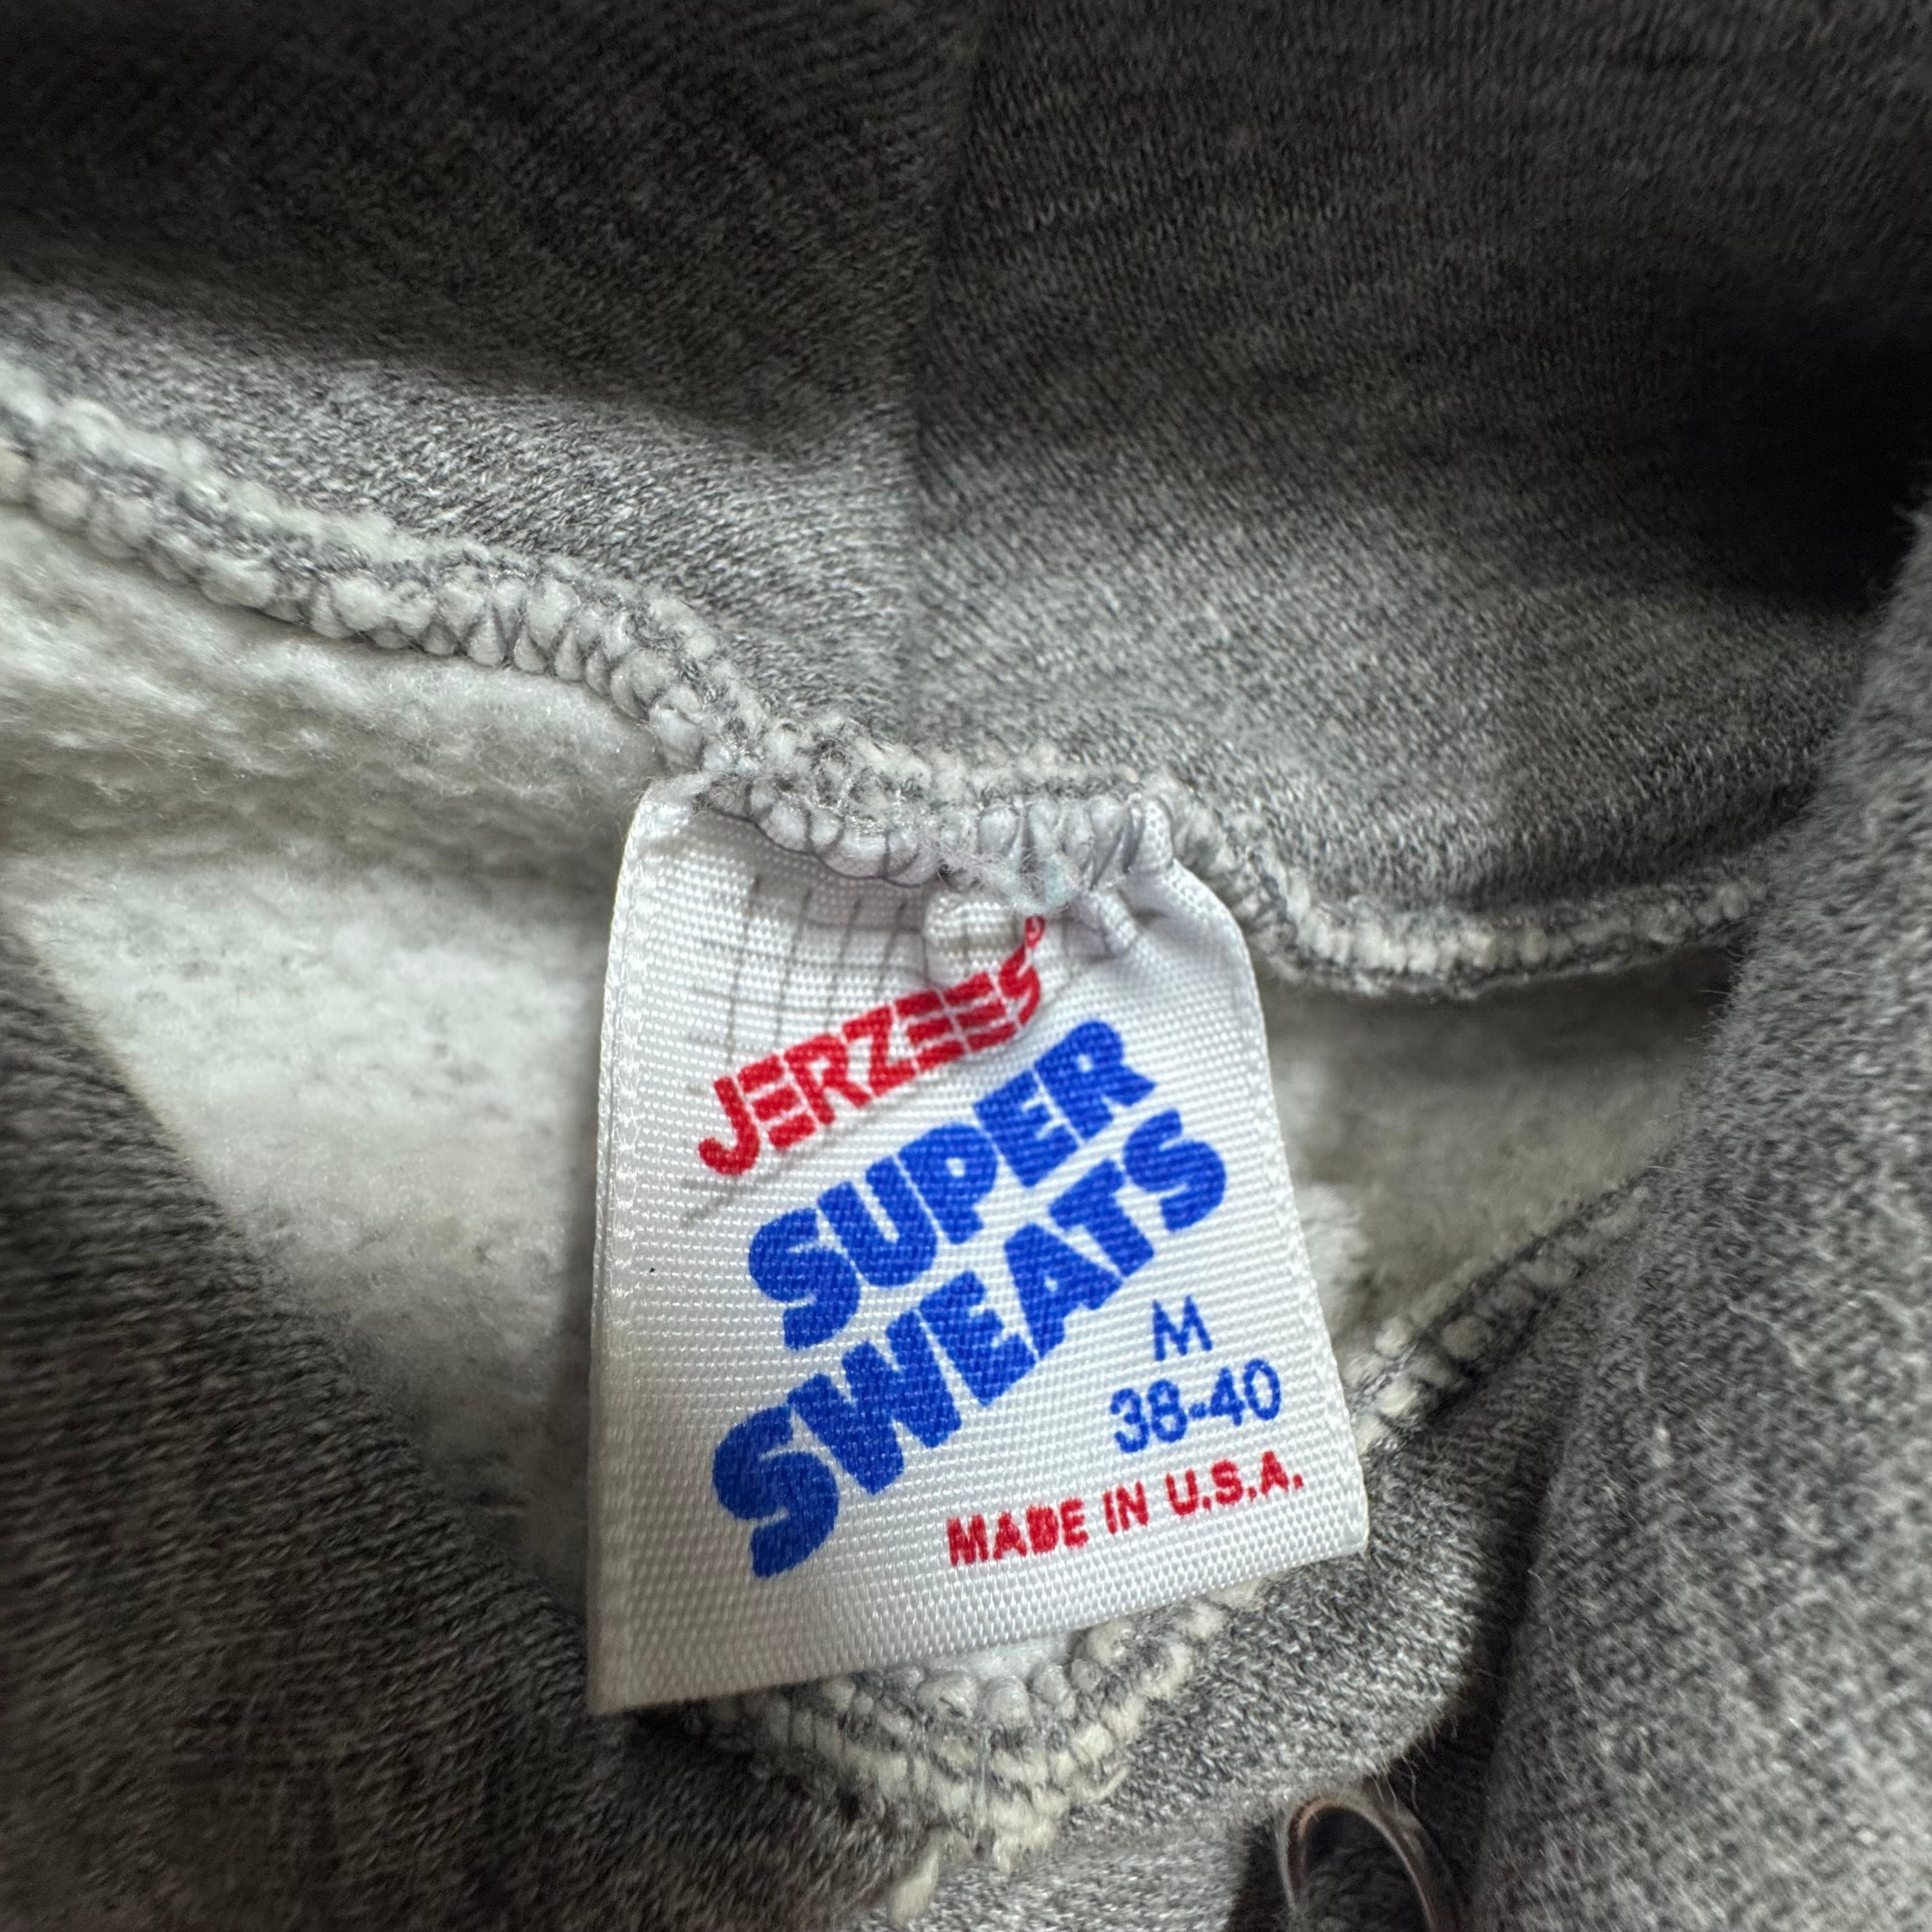 JERZEES®
SUPER
SWEATS
M
38-40
MADE IN U.S.A.